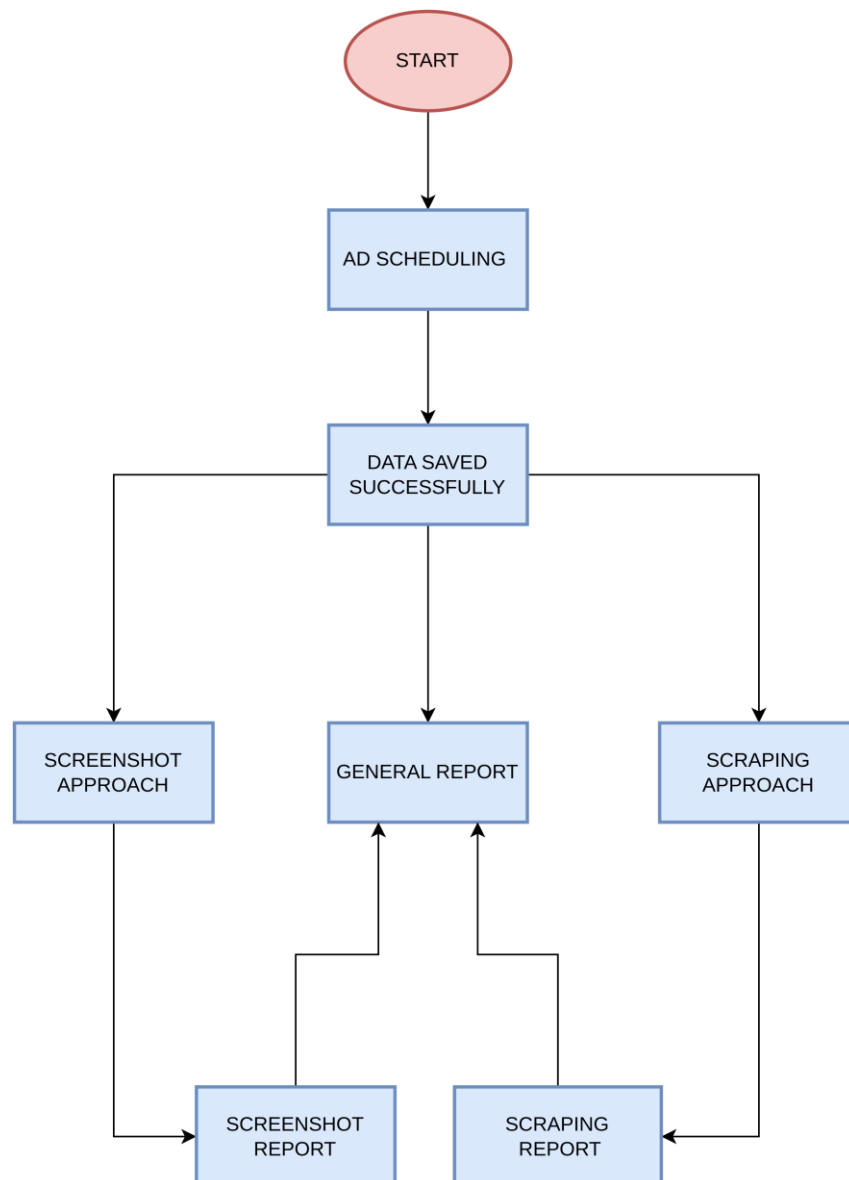 START
AD SCHEDULING
DATA SAVED
SUCCESSFULLY
SCREENSHOT
APPROACH
GENERAL REPORT
SCRAPING
APPROACH
SCREENSHOT
REPORT
SCRAPING
REPORT